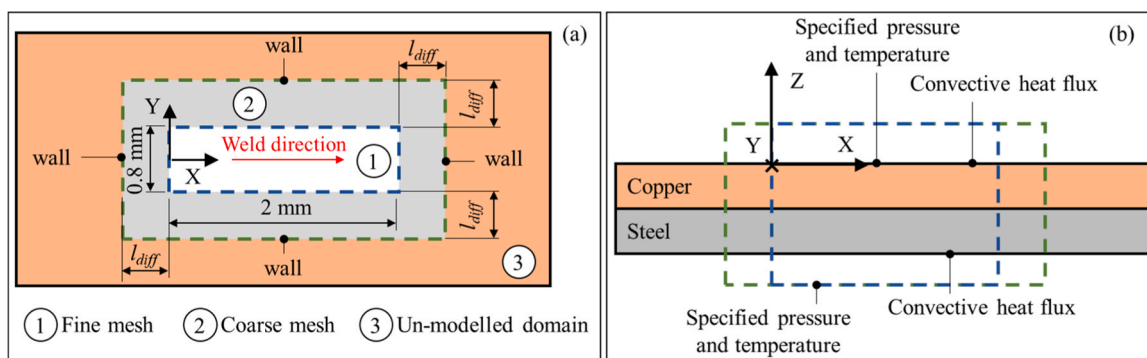 (a)
wall
l_diff
2
Y
l_diff
wall
0.8 mm
Weld direction
1
wall
X
2 mm
l_diff
l_diff
wall
3
1 Fine mesh 2 Coarse mesh 3 Un-modelled domain
(b)
Specified pressure
and temperature
Convective heat flux
Z
Y
X
Copper
Steel
Convective heat flux
Specified pressure
and temperature